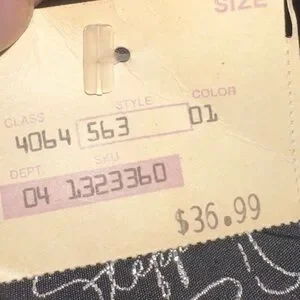 SIZE
CLASS STYLE COLOR
4064 563 01
DEPT. SKU
04 1323360
$36.99